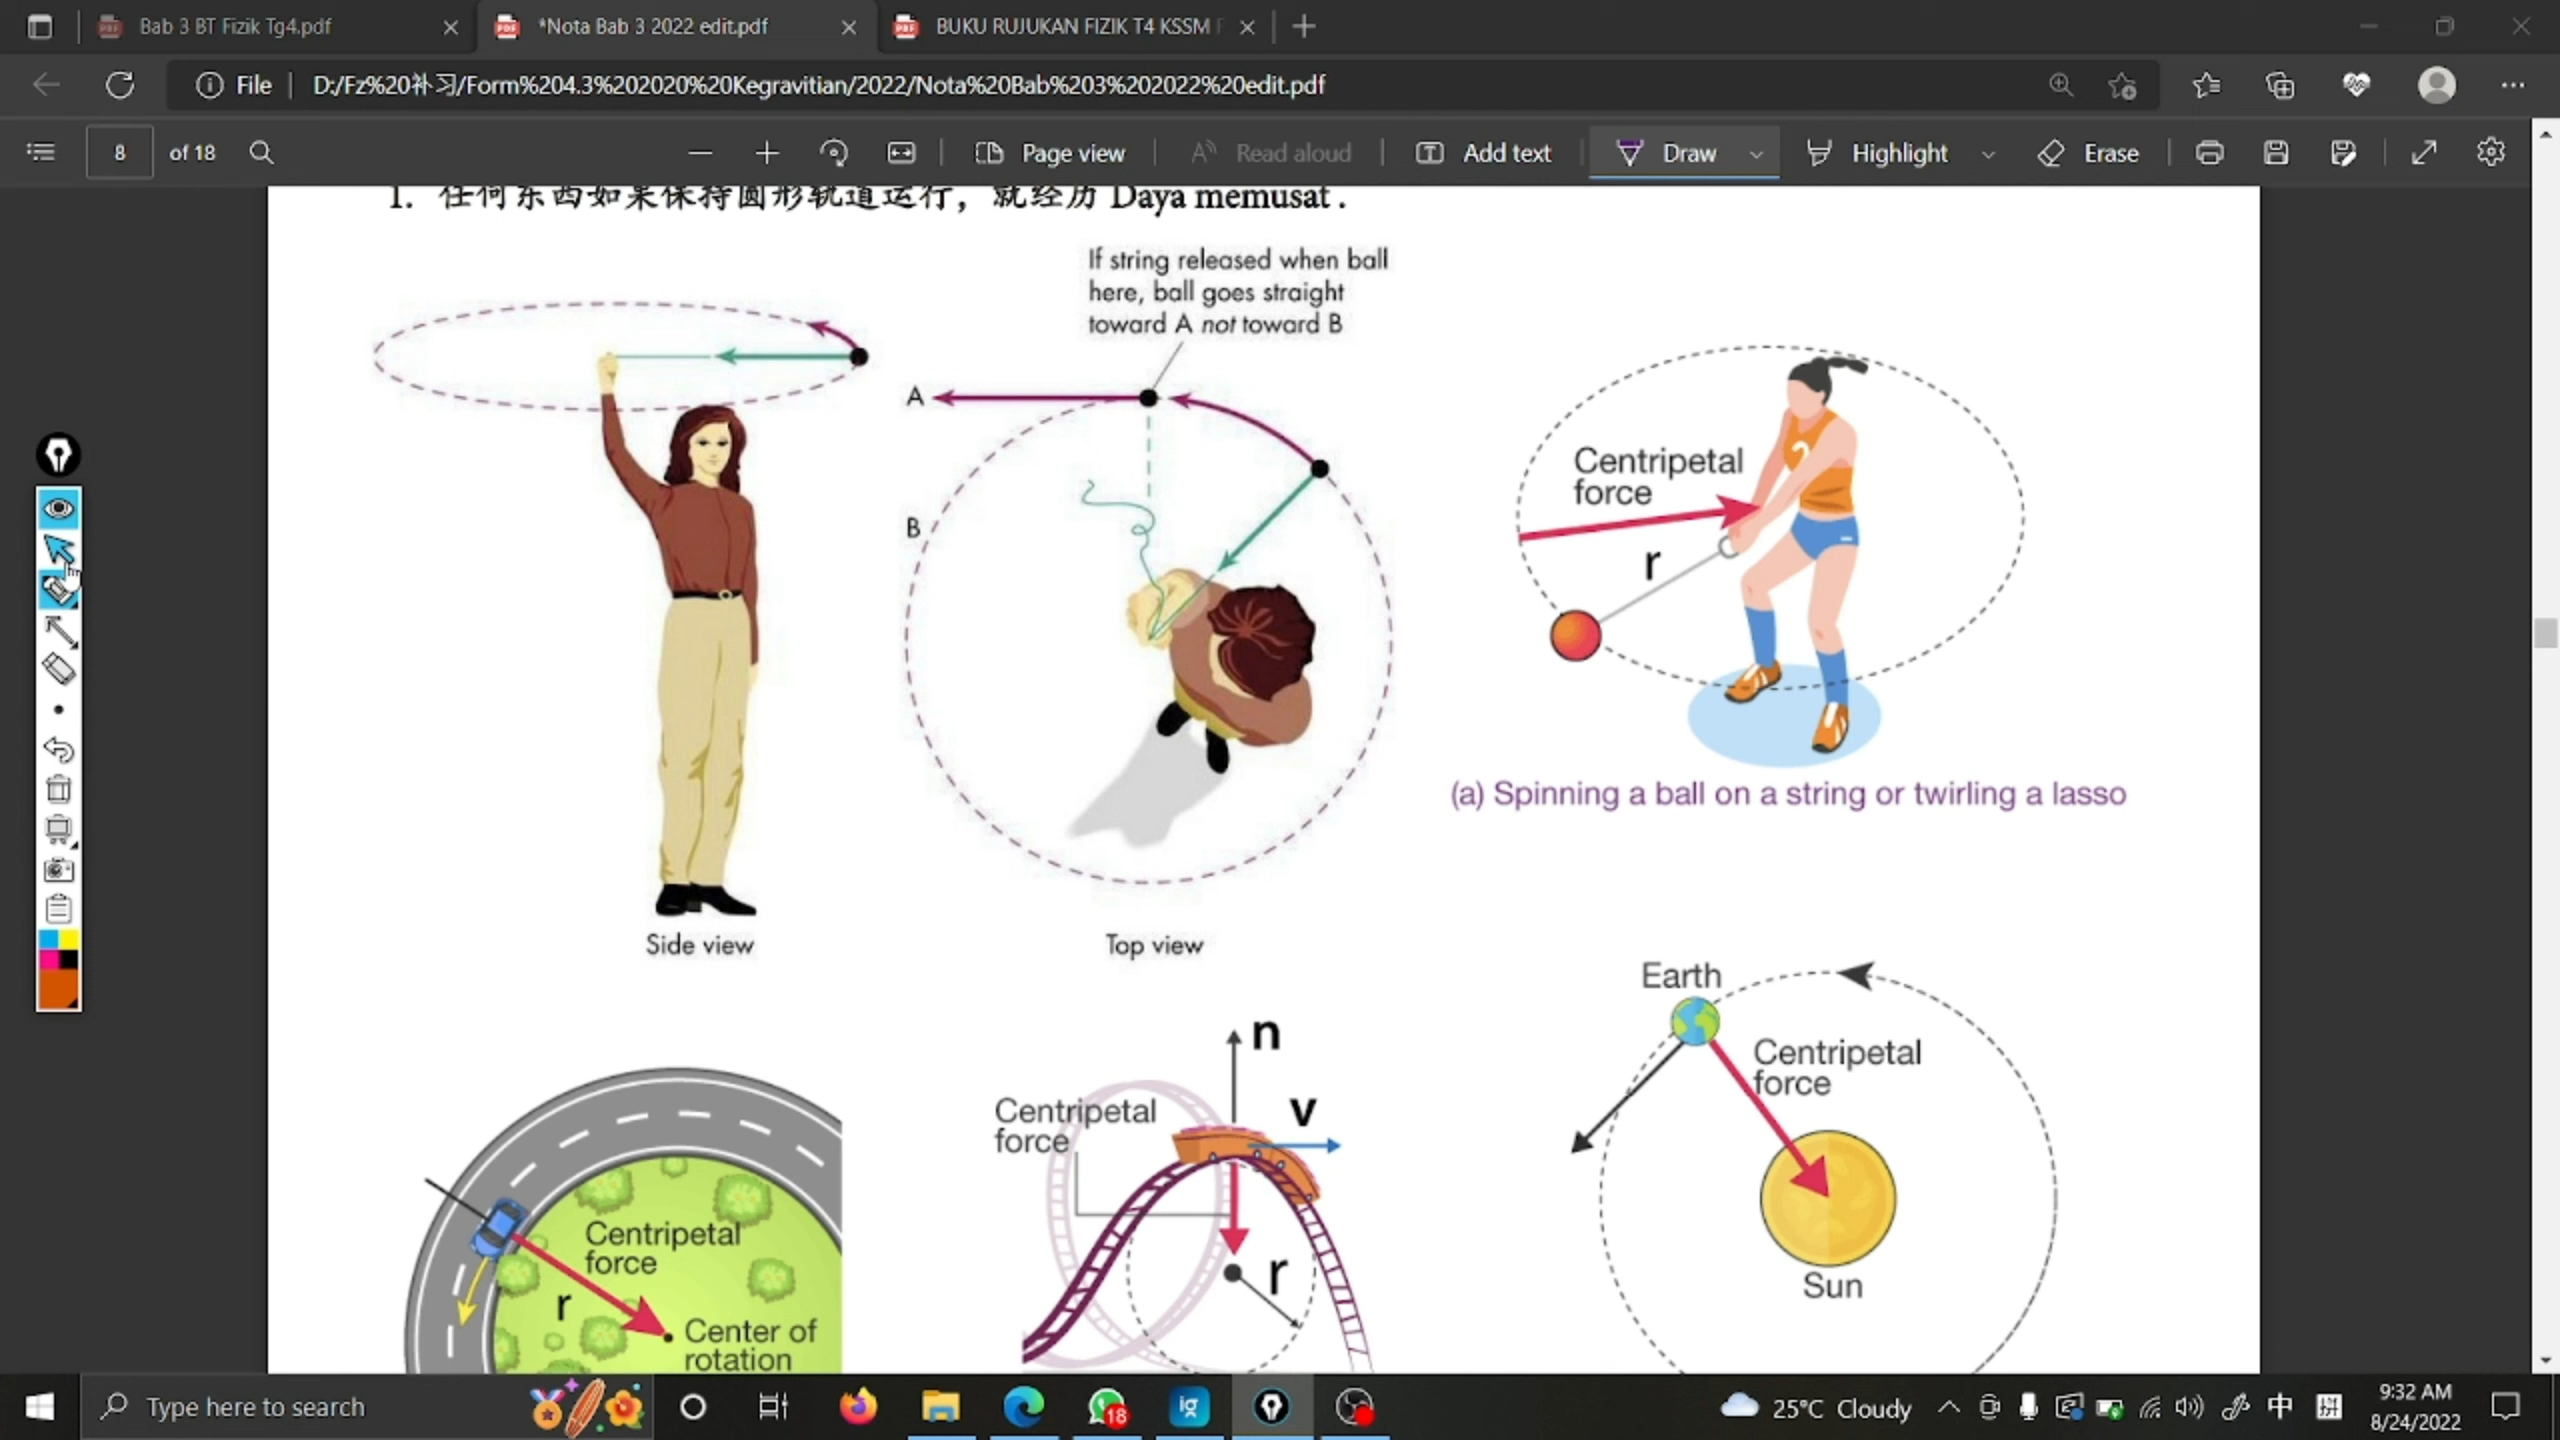 Bab 3 BT Fizik Tg4.pdf
*Nota Bab 3 2022 edit.pdf
BUKU RUJUKAN FIZIK T4 KSSM F
File
D:/Fz%20补习/Form%204.3%202020%20Kegravitian/2022/Nota%20Bab%203%202022%20edit.pdf
8 of 18
Page view
Read aloud
Add text
Draw
Highlight
Erase
1. 任何东西如果保持圆形轨道运行，就经历 Daya memusat .
If string released when ball
here, ball goes straight
toward A not toward B
A
B
Side view
Top view
Centripetal
force
r
(a) Spinning a ball on a string or twirling a lasso
Centripetal
force
r
Center of
rotation
n
Centripetal
force
v
r
Earth
Centripetal
force
Sun
Type here to search
18
ig
25°C Cloudy
中
拼
9:32 AM
8/24/2022